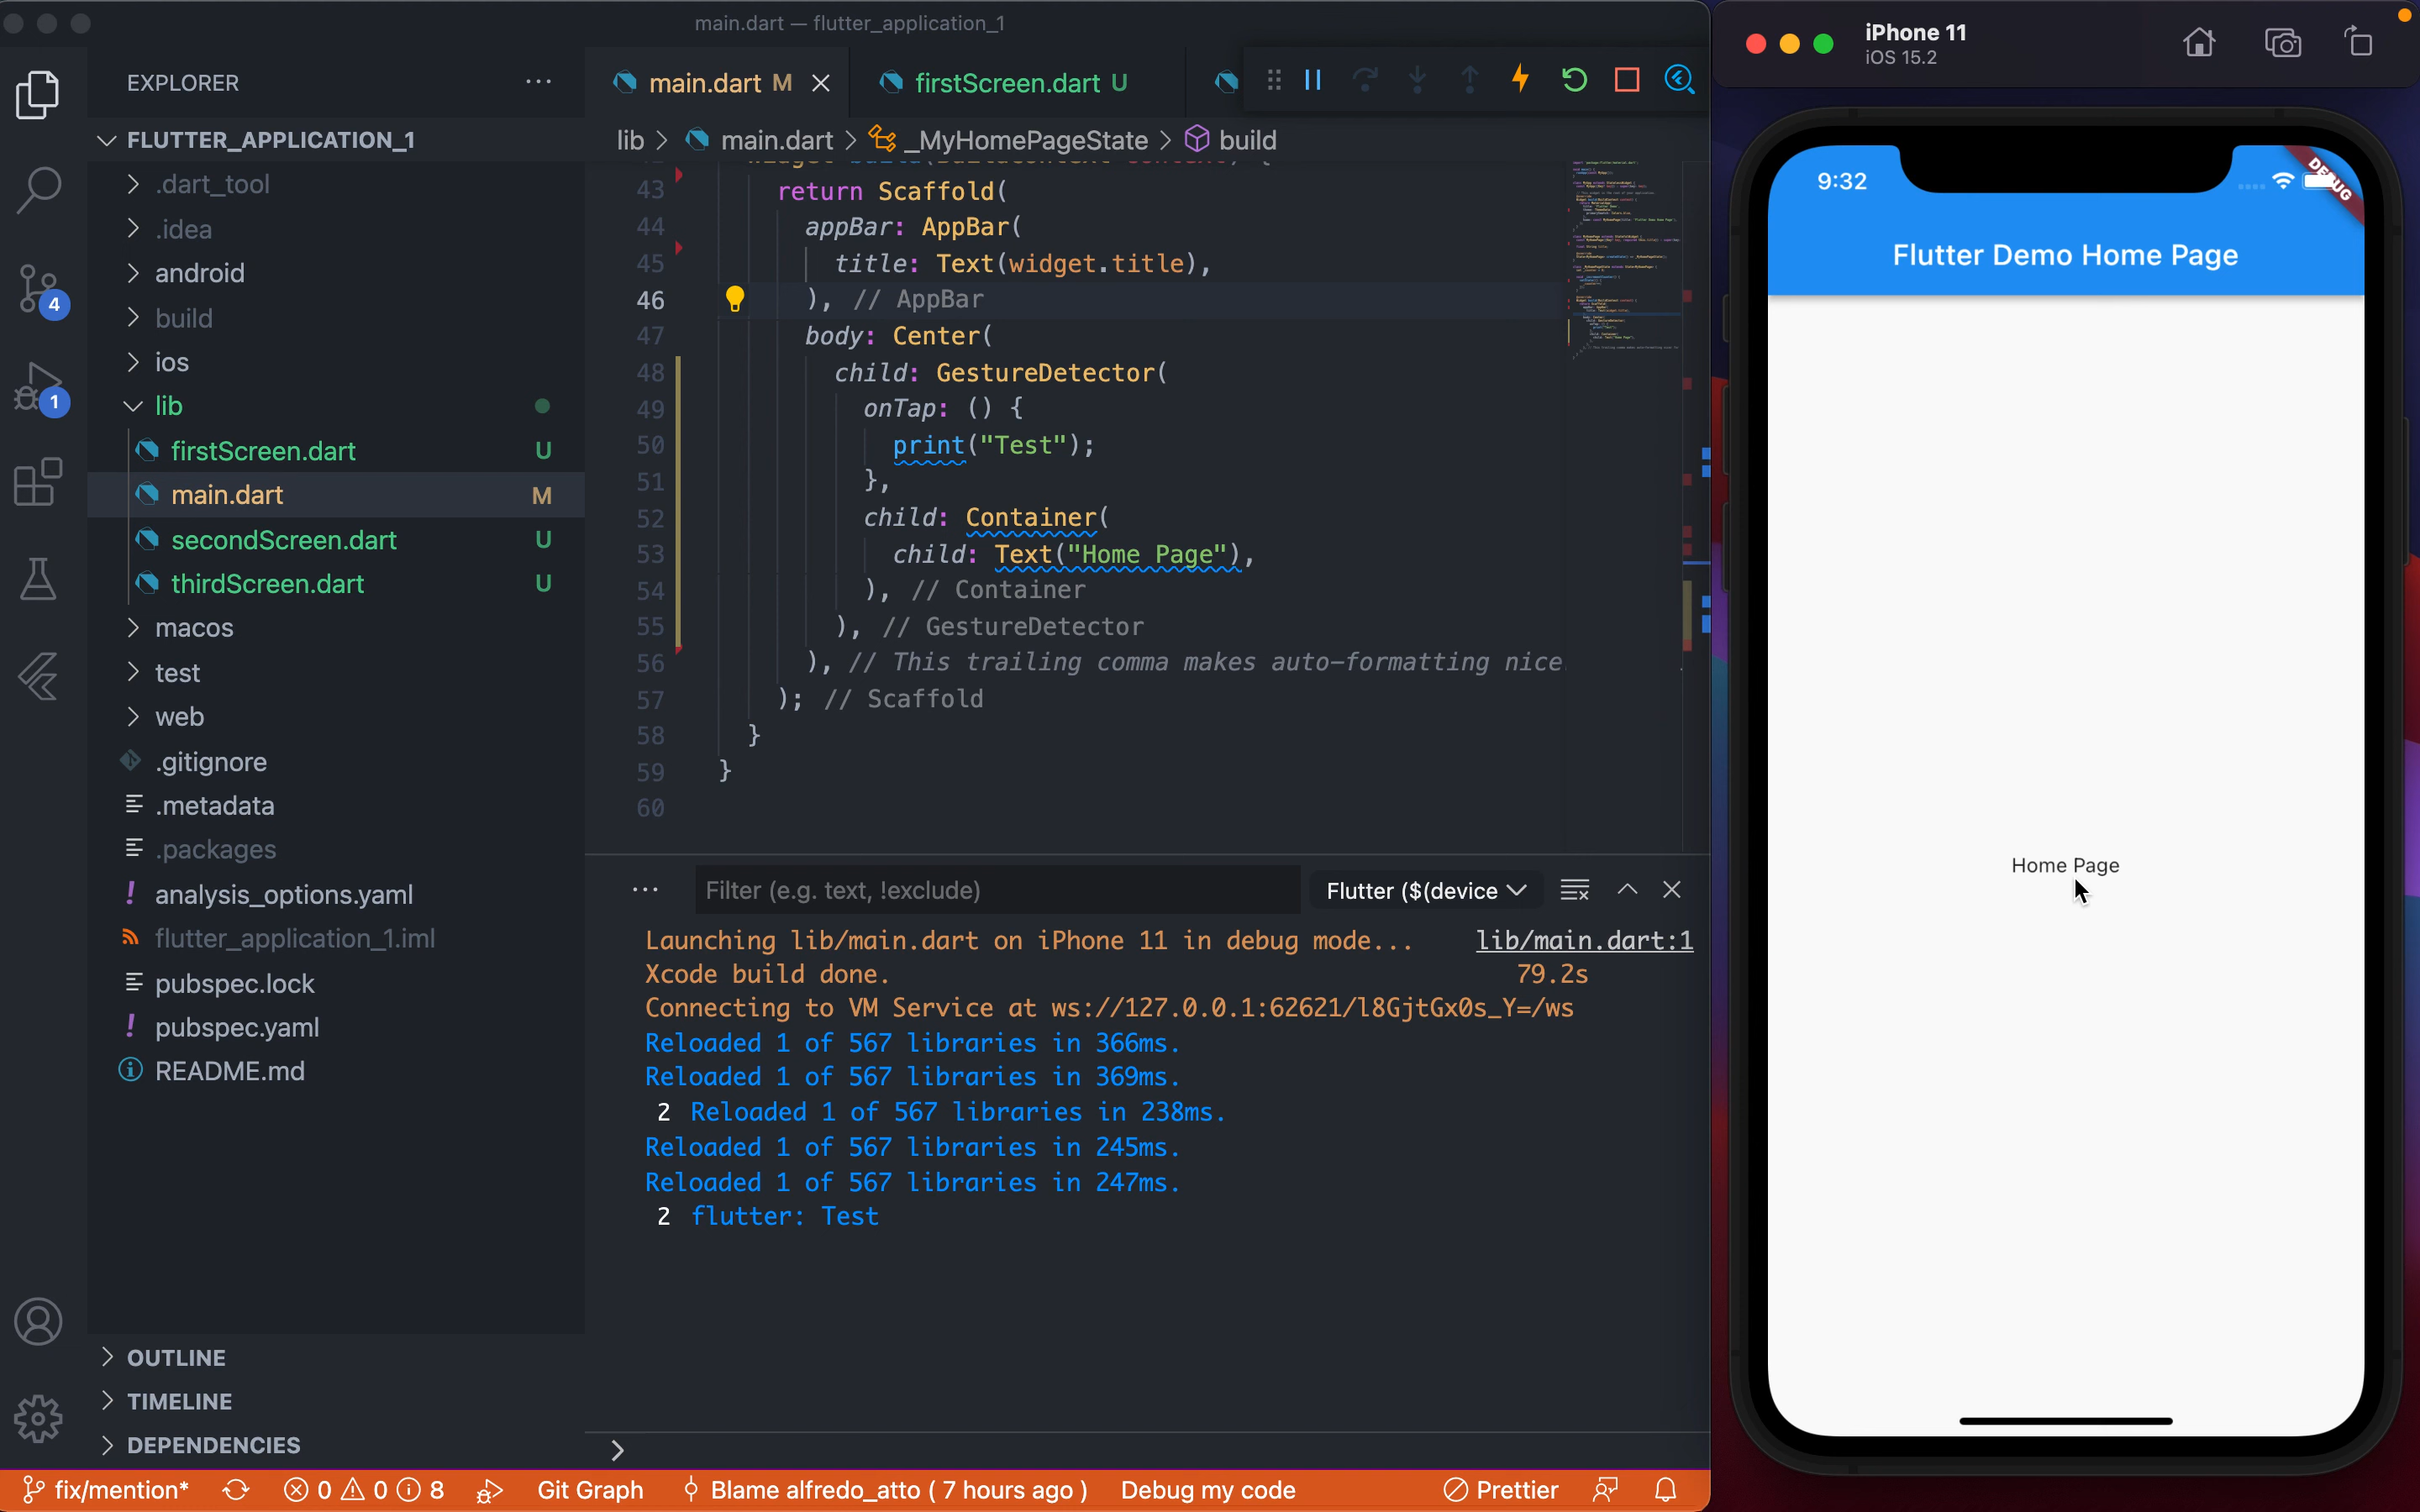 main.dart — flutter_application_1
EXPLORER
FLUTTER_APPLICATION_1
.dart_tool
.idea
android
build
ios
lib
firstScreen.dart U
main.dart M
secondScreen.dart U
thirdScreen.dart U
macos
test
web
.gitignore
.metadata
.packages
analysis_options.yaml
flutter_application_1.iml
pubspec.lock
pubspec.yaml
README.md
OUTLINE
TIMELINE
DEPENDENCIES
4
1
main.dart M
firstScreen.dart U
lib > main.dart > _MyHomePageState > build
43 return Scaffold(
44 appBar: AppBar(
45 title: Text(widget.title),
46 ), // AppBar
47 body: Center(
48 child: GestureDetector(
49 onTap: () {
50 print("Test");
51 },
52 child: Container(
53 child: Text("Home Page"),
54 ), // Container
55 ), // GestureDetector
56 ), // This trailing comma makes auto-formatting nice
57 ); // Scaffold
58 }
59 }
60
Filter (e.g. text, !exclude)
Flutter ($(device
Launching lib/main.dart on iPhone 11 in debug mode... lib/main.dart:1
Xcode build done. 79.2s
Connecting to VM Service at ws://127.0.0.1:62621/l8GjtGx0s_Y=/ws
Reloaded 1 of 567 libraries in 366ms.
Reloaded 1 of 567 libraries in 369ms.
2 Reloaded 1 of 567 libraries in 238ms.
Reloaded 1 of 567 libraries in 245ms.
Reloaded 1 of 567 libraries in 247ms.
2 flutter: Test
fix/mention* 0 0 8 Git Graph Blame alfredo_atto ( 7 hours ago ) Debug my code Prettier
iPhone 11
iOS 15.2
9:32
DEBUG
Flutter Demo Home Page
Home Page